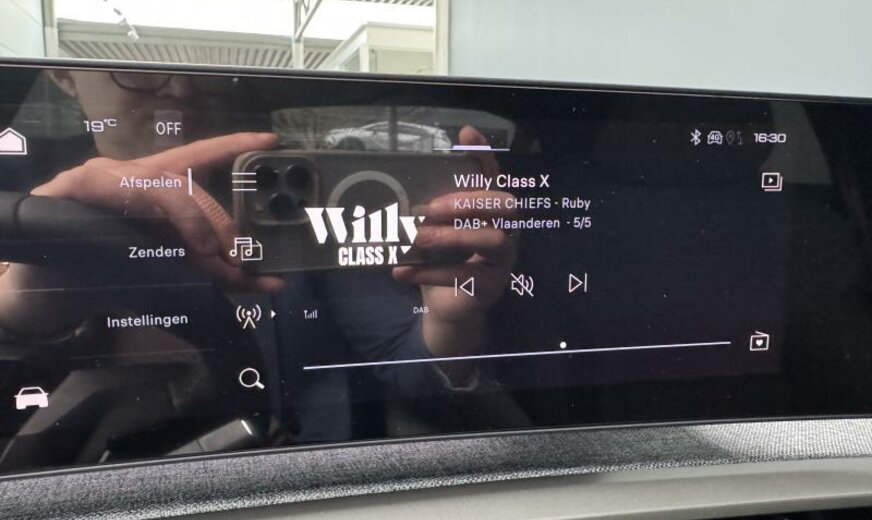 19°C OFF
4G 16:30
Afspelen
Zenders
Instellingen
Willy
CLASS X
DAB
Willy Class X
KAISER CHIEFS - Ruby
DAB+ Vlaanderen - 5/5